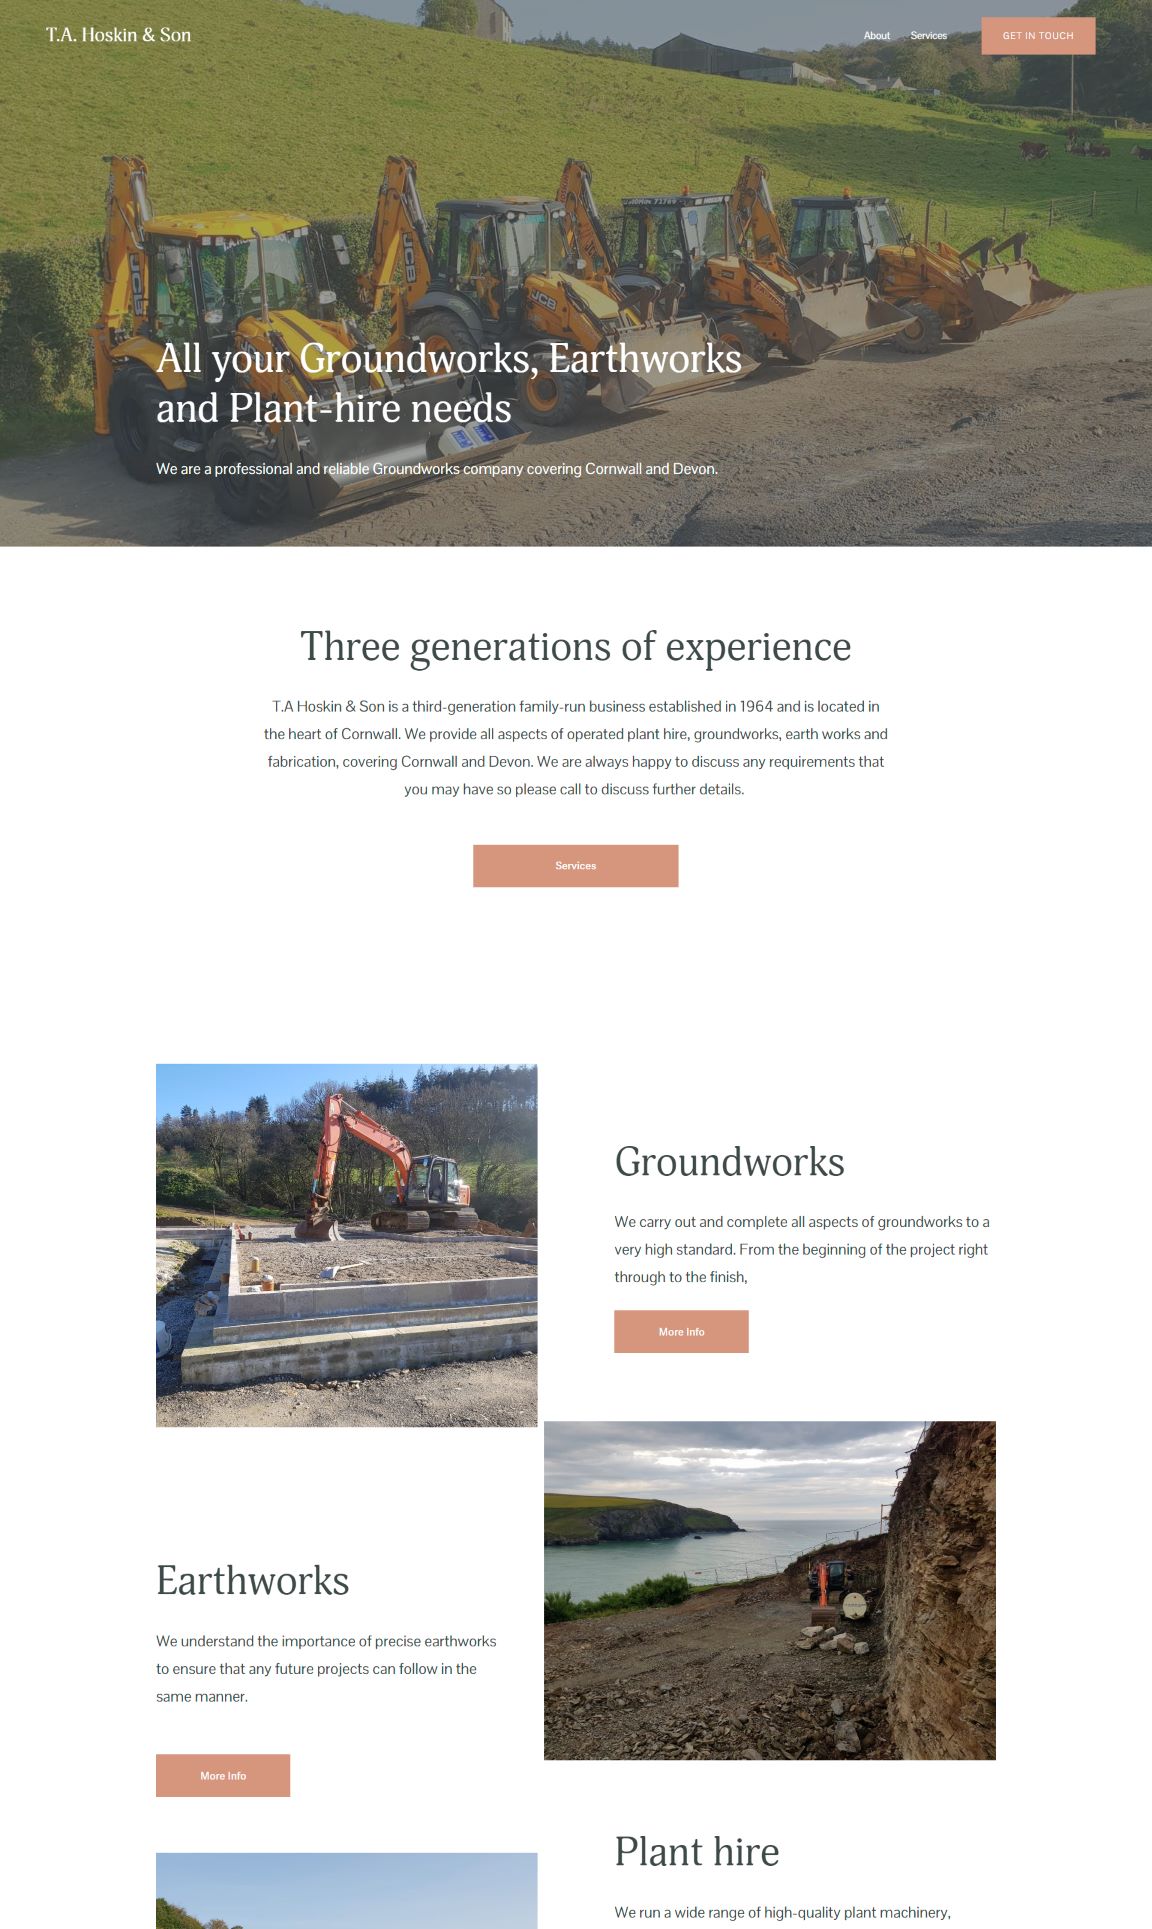 T.A. Hoskin & Son
About
Services
GET IN TOUCH
JCB
JCB
JCB
All your Groundworks, Earthworks
and Plant-hire needs
We are a professional and reliable Groundworks company covering Cornwall and Devon.
Three generations of experience
T.A Hoskin & Son is a third-generation family-run business established in 1964 and is located in
the heart of Cornwall. We provide all aspects of operated plant hire, groundworks, earth works and
fabrication, covering Cornwall and Devon. We are always happy to discuss any requirements that
you may have so please call to discuss further details.
Services
Groundworks
We carry out and complete all aspects of groundworks to a
very high standard. From the beginning of the project right
through to the finish,
More Info
Earthworks
We understand the importance of precise earthworks
to ensure that any future projects can follow in the
same manner.
More Info
Plant hire
We run a wide range of high-quality plant machinery,